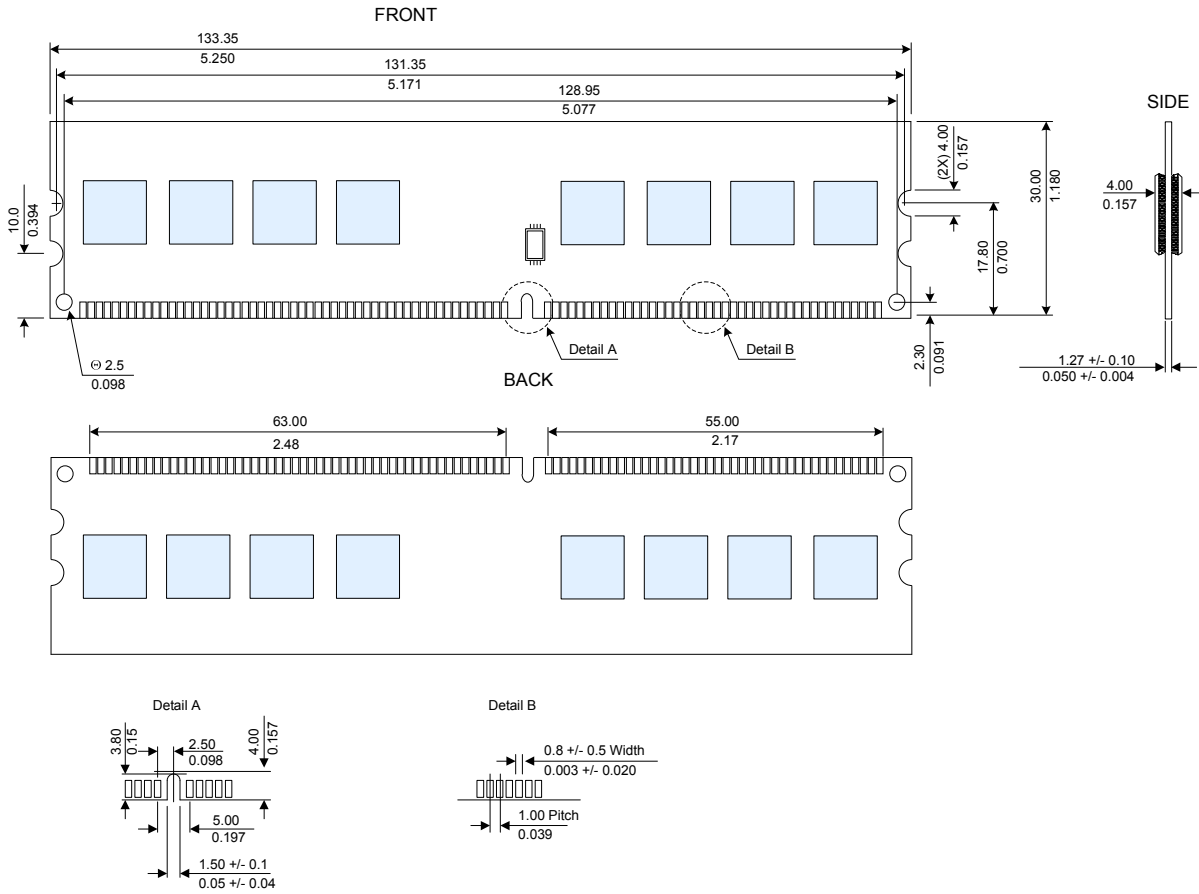 FRONT
133.35
5.250
131.35
5.171
128.95
5.077
SIDE
(2X) 4.00
0.157
30.00
1.180
4.00
0.157
10.0
0.394
17.80
0.700
Θ 2.5
0.098
Detail A
Detail B
2.30
0.091
1.27 +/- 0.10
0.050 +/- 0.004
BACK
63.00
2.48
55.00
2.17
Detail A
3.80
0.15
2.50
0.098
4.00
0.157
5.00
0.197
1.50 +/- 0.1
0.05 +/- 0.04
Detail B
0.8 +/- 0.5 Width
0.003 +/- 0.020
1.00 Pitch
0.039